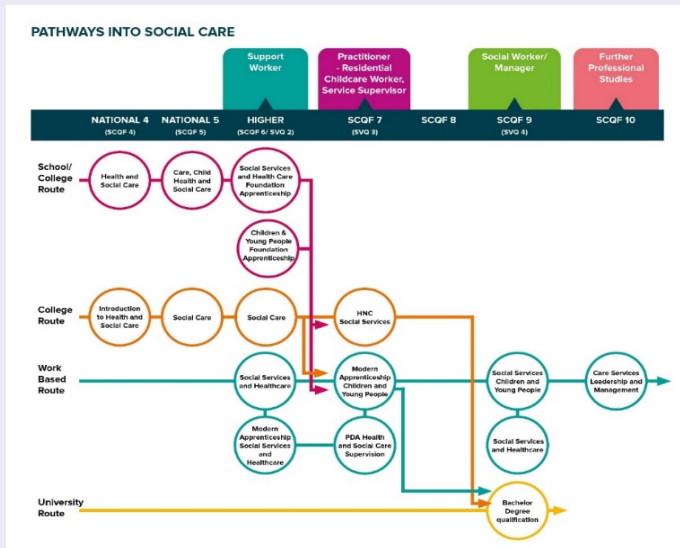 PATHWAYS INTO SOCIAL CARE
Support
Worker
Practitioner
- Residential
Childcare Worker,
Service Supervisor
Social Worker/
Manager
Further
Professional
Studies
NATIONAL 4
(SCQF 4)
NATIONAL 5
(SCQF 5)
HIGHER
(SCQF 6/ SVQ 2)
SCQF 7
(SVQ 3)
SCQF 8
SCQF 9
(SVQ 4)
SCQF 10
School/
College
Route
Health and
Social Care
Care, Child
Health and
Social Care
Social Services
and Health Care
Foundation
Apprenticeship
Children &
Young People
Foundation
Apprenticeship
College
Route
Introduction
to Health and
Social Care
Social Care
Social Care
HNC
Social Services
Work
Based
Route
Social Services
and Healthcare
Modern
Apprenticeship
Children and
Young People
Social Services
Children and
Young People
Care Services
Leadership and
Management
Modern
Apprenticeship
Social Services and
Healthcare
PDA Health
and Social Care
Supervision
Social Services
and Healthcare
University
Route
Bachelor
Degree
qualification